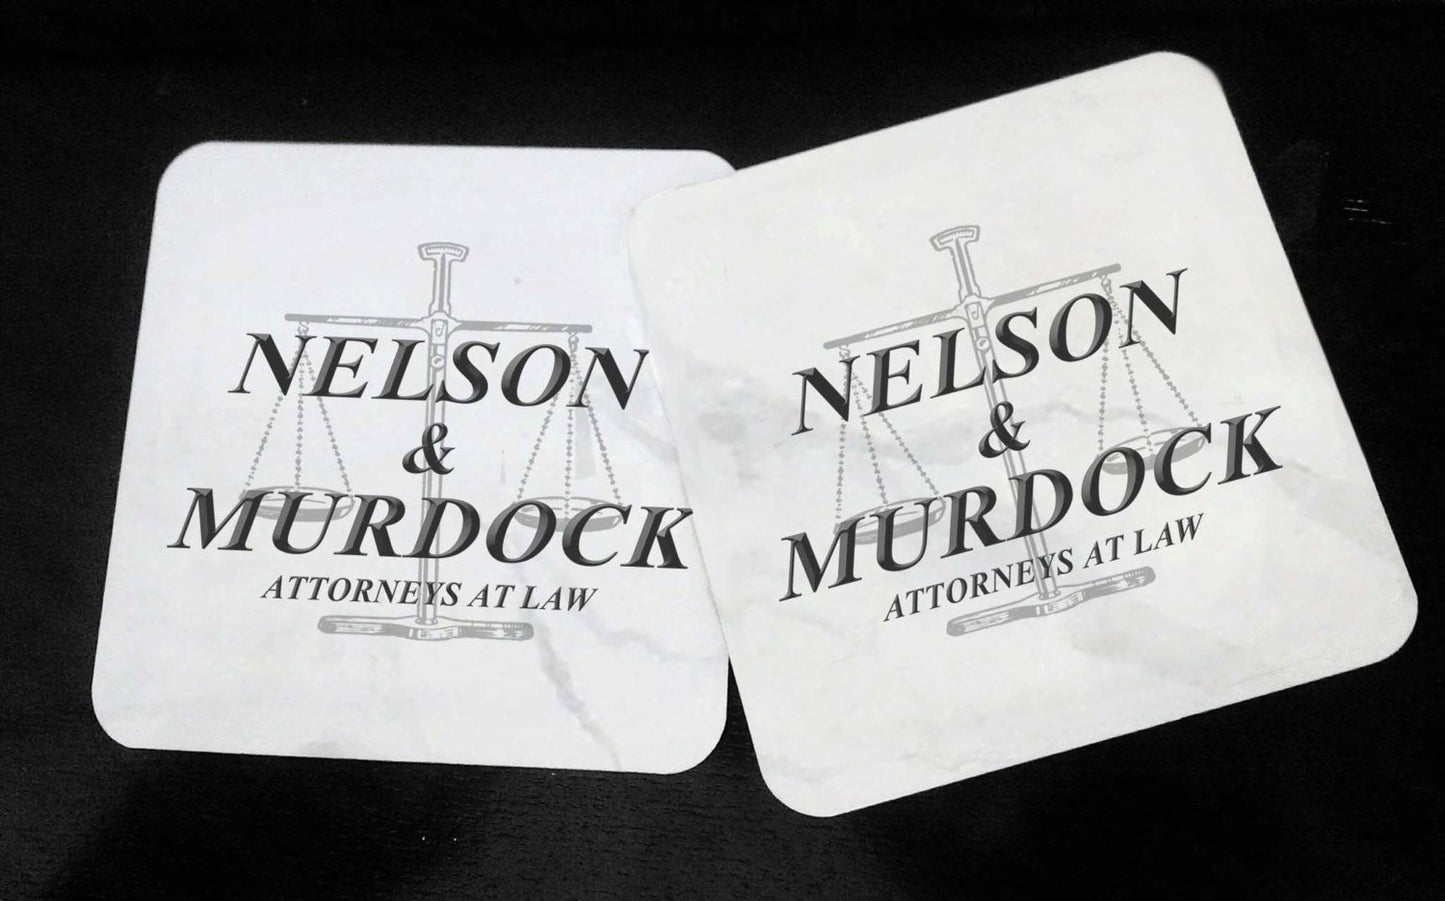 NELSON
&
MURDOCK
ATTORNEYS AT LAW
NELSON
&
MURDOCK
ATTORNEYS AT LAW